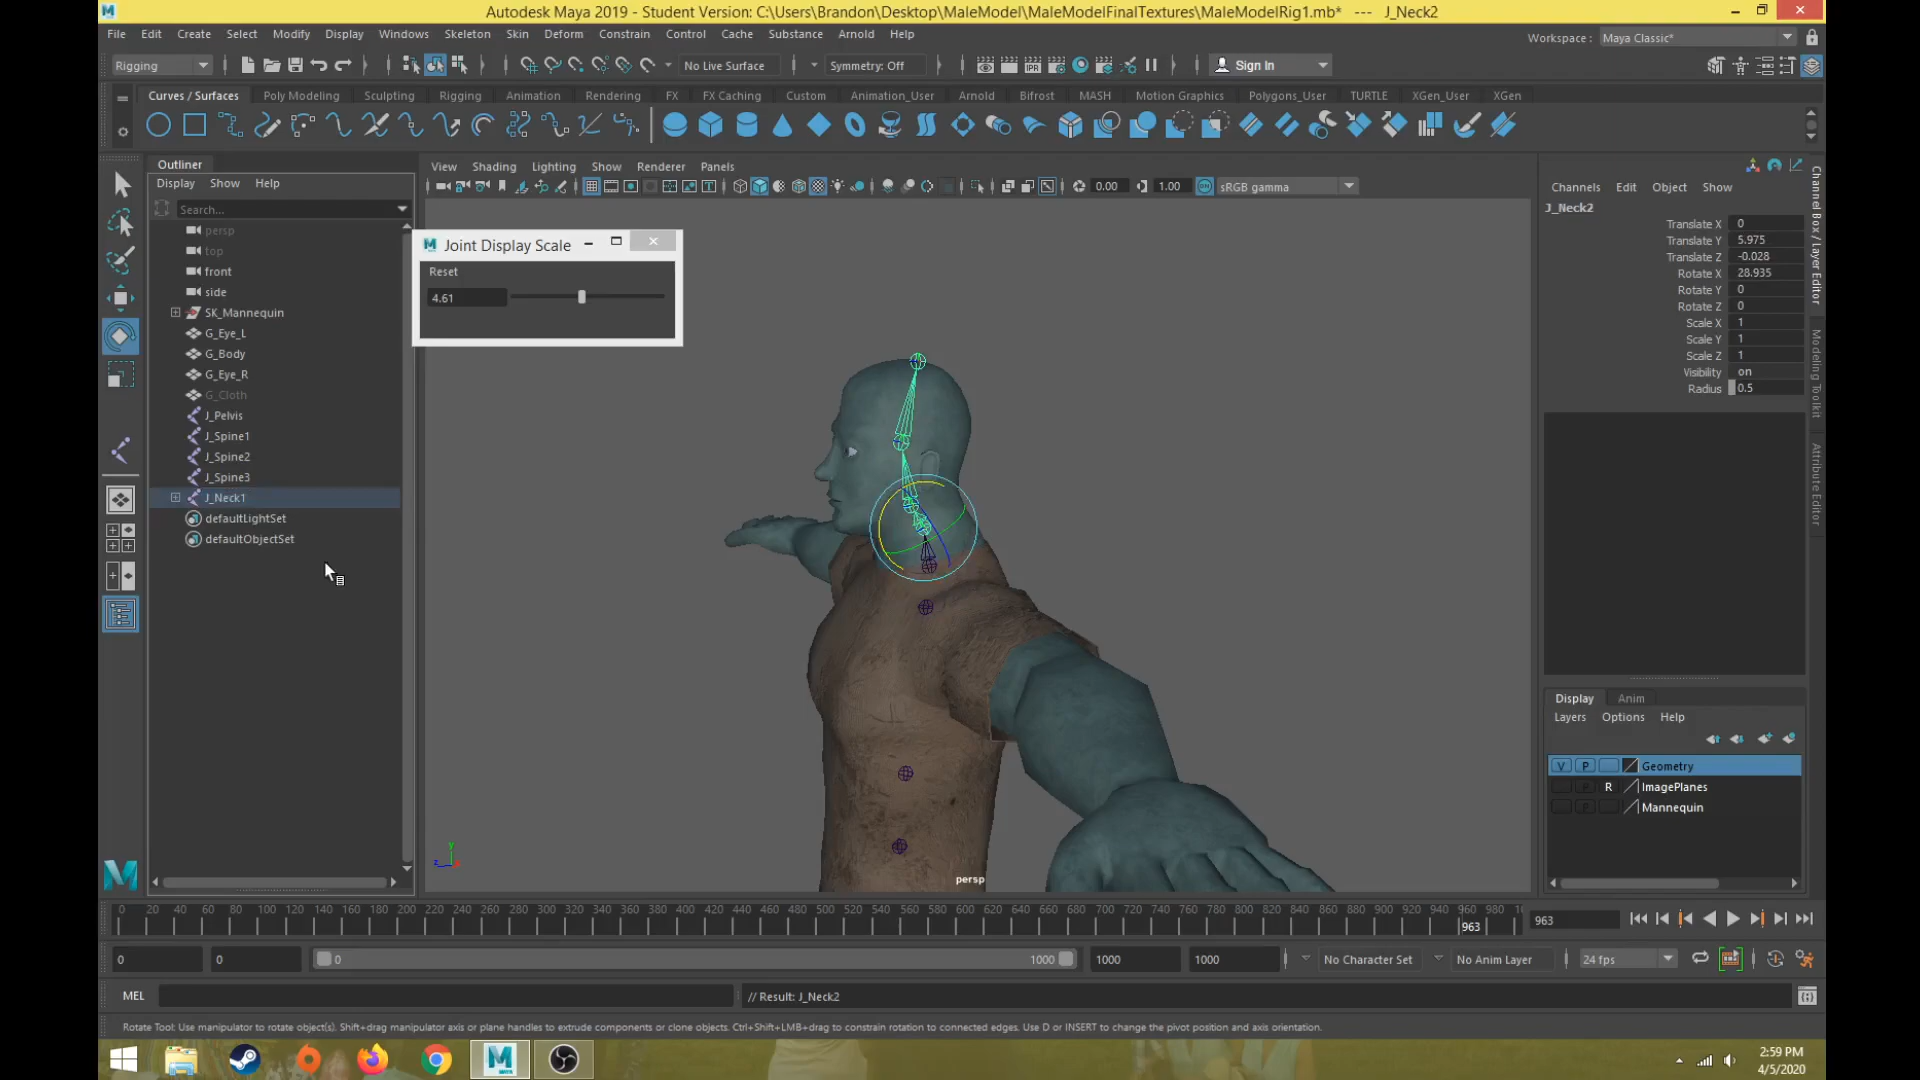 Autodesk Maya 2019 - Student Version: C:\Users\Brandon\Desktop\MaleModel\MaleModelFinalTextures\MaleModelRig1.mb* --- J_Neck2
File Edit Create Select Modify Display Windows Skeleton Skin Deform Constrain Control Cache Substance Arnold Help
Workspace : Maya Classic*
Rigging No Live Surface Symmetry: Off Sign In
Curves / Surfaces Poly Modeling Sculpting Rigging Animation Rendering FX FX Caching Custom Animation_User Arnold Bifrost MASH Motion Graphics Polygons_User TURTLE XGen_User XGen
Outliner
Display Show Help
Search...
persp
top
front
side
SK_Mannequin
G_Eye_L
G_Body
G_Eye_R
G_Cloth
J_Pelvis
J_Spine1
J_Spine2
J_Spine3
J_Neck1
defaultLightSet
defaultObjectSet
View Shading Lighting Show Renderer Panels
0.00 1.00 sRGB gamma
Joint Display Scale
Reset
4.61
persp
Channels Edit Object Show
J_Neck2
Translate X 0
Translate Y 5.975
Translate Z -0.028
Rotate X 28.935
Rotate Y 0
Rotate Z 0
Scale X 1
Scale Y 1
Scale Z 1
Visibility on
Radius 0.5
Channel Box / Layer Editor
Modeling Toolkit
Attribute Editor
Display Anim
Layers Options Help
V P Geometry
P R ImagePlanes
P Mannequin
0 20 40 60 80 100 120 140 160 180 200 220 240 260 280 300 320 340 360 380 400 420 440 460 480 500 520 540 560 580 600 620 640 660 680 700 720 740 760 780 800 820 840 860 880 900 920 940 960 980
963
963
0 0 0 1000 1000 1000 No Character Set No Anim Layer 24 fps
MEL // Result: J_Neck2
Rotate Tool: Use manipulator to rotate object(s). Shift+drag manipulator axis or plane handles to extrude components or clone objects. Ctrl+Shift+LMB+drag to constrain rotation to connected edges. Use D or INSERT to change the pivot position and axis orientation.
2:59 PM
4/5/2020